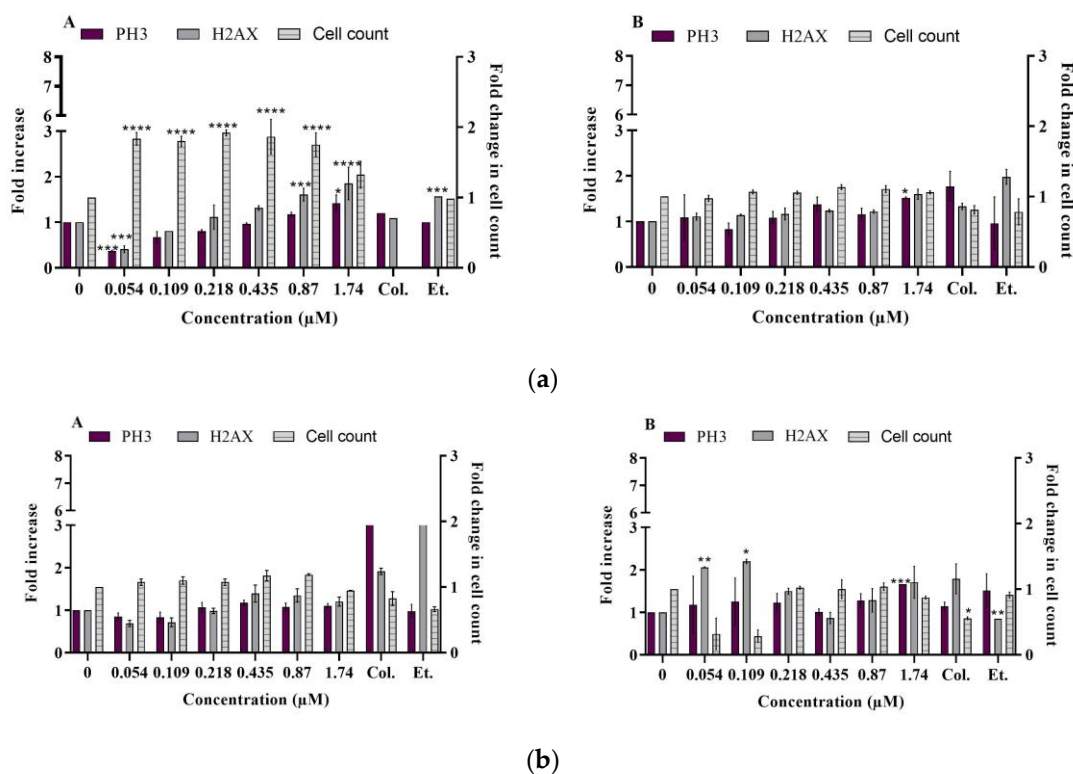 A
PH3 H2AX Cell count
8
7
6
3
2
1
0
Fold increase
3
2
1
0
Fold change in cell count
**** **** **** **** **** ****
*** *** *** * ***
0 0.054 0.109 0.218 0.435 0.87 1.74 Col. Et.
Concentration (µM)
B
PH3 H2AX Cell count
8
7
6
3
2
1
0
Fold increase
3
2
1
0
Fold change in cell count
*
0 0.054 0.109 0.218 0.435 0.87 1.74 Col. Et.
Concentration (µM)
(a)
A
PH3 H2AX Cell count
8
7
6
3
2
1
0
Fold increase
3
2
1
0
Fold change in cell count
0 0.054 0.109 0.218 0.435 0.87 1.74 Col. Et.
Concentration (µM)
B
PH3 H2AX Cell count
8
7
6
3
2
1
0
Fold increase
3
2
1
0
Fold change in cell count
** * *** * **
0 0.054 0.109 0.218 0.435 0.87 1.74 Col. Et.
Concentration (µM)
(b)